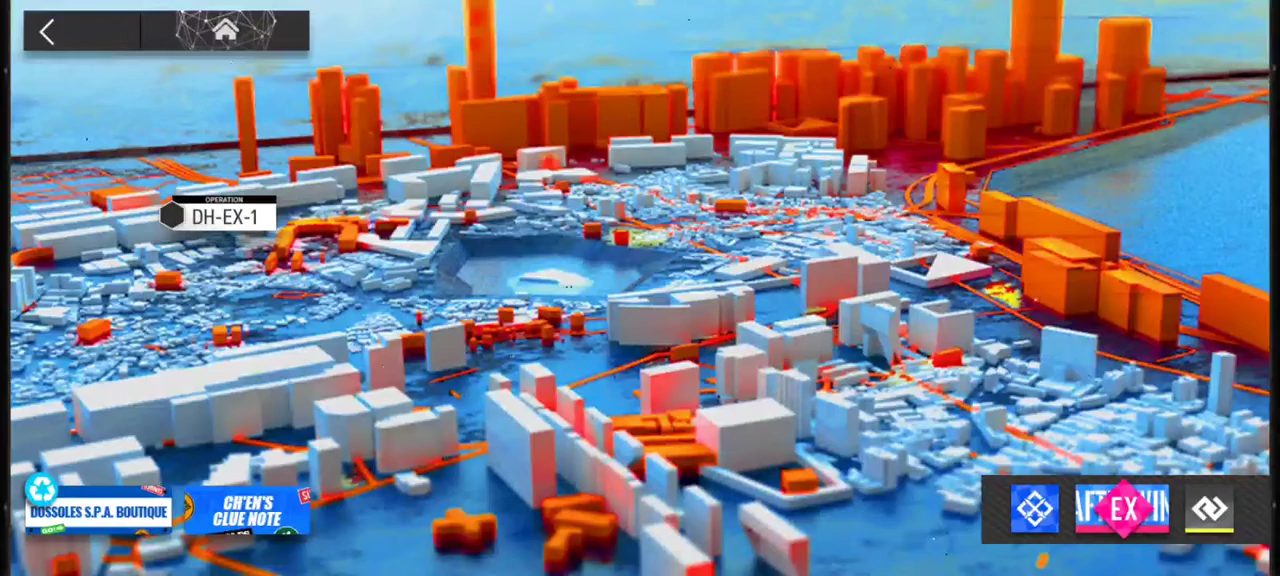 OPERATION
DH-EX-1
DOSSOLES S.P.A. BOUTIQUE
CH'EN'S
CLUE NOTE
EX